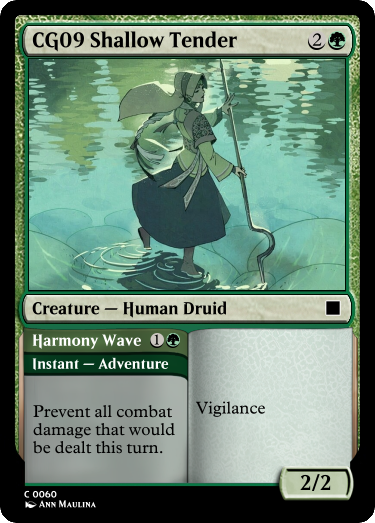 CG09 Shallow Tender 2
Creature — Human Druid
Harmony Wave 1
Instant — Adventure
Prevent all combat
damage that would
be dealt this turn.
Vigilance
2/2
C 0060
Ann Maulina